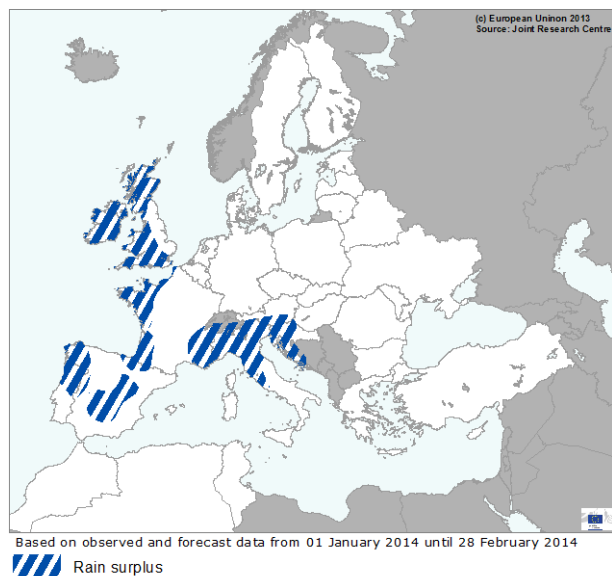 (c) European Uninon 2013
Source: Joint Research Centre
Based on observed and forecast data from 01 January 2014 until 28 February 2014
Rain surplus